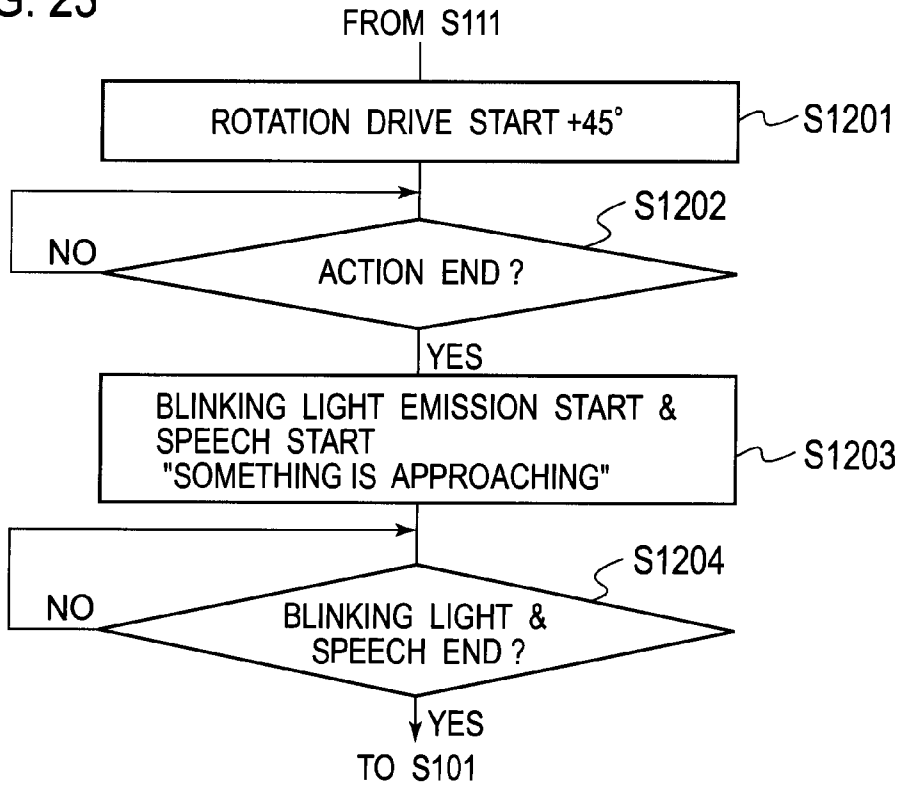 G. 23
FROM S111
ROTATION DRIVE START +45°
S1201
S1202
NO
ACTION END ?
YES
BLINKING LIGHT EMISSION START &
SPEECH START
"SOMETHING IS APPROACHING"
S1203
S1204
NO
BLINKING LIGHT &
SPEECH END ?
YES
TO S101